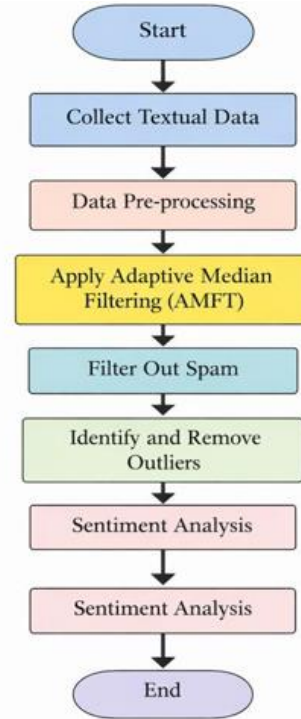 Start
Collect Textual Data
Data Pre-processing
Apply Adaptive Median
Filtering (AMFT)
Filter Out Spam
Identify and Remove
Outliers
Sentiment Analysis
Sentiment Analysis
End